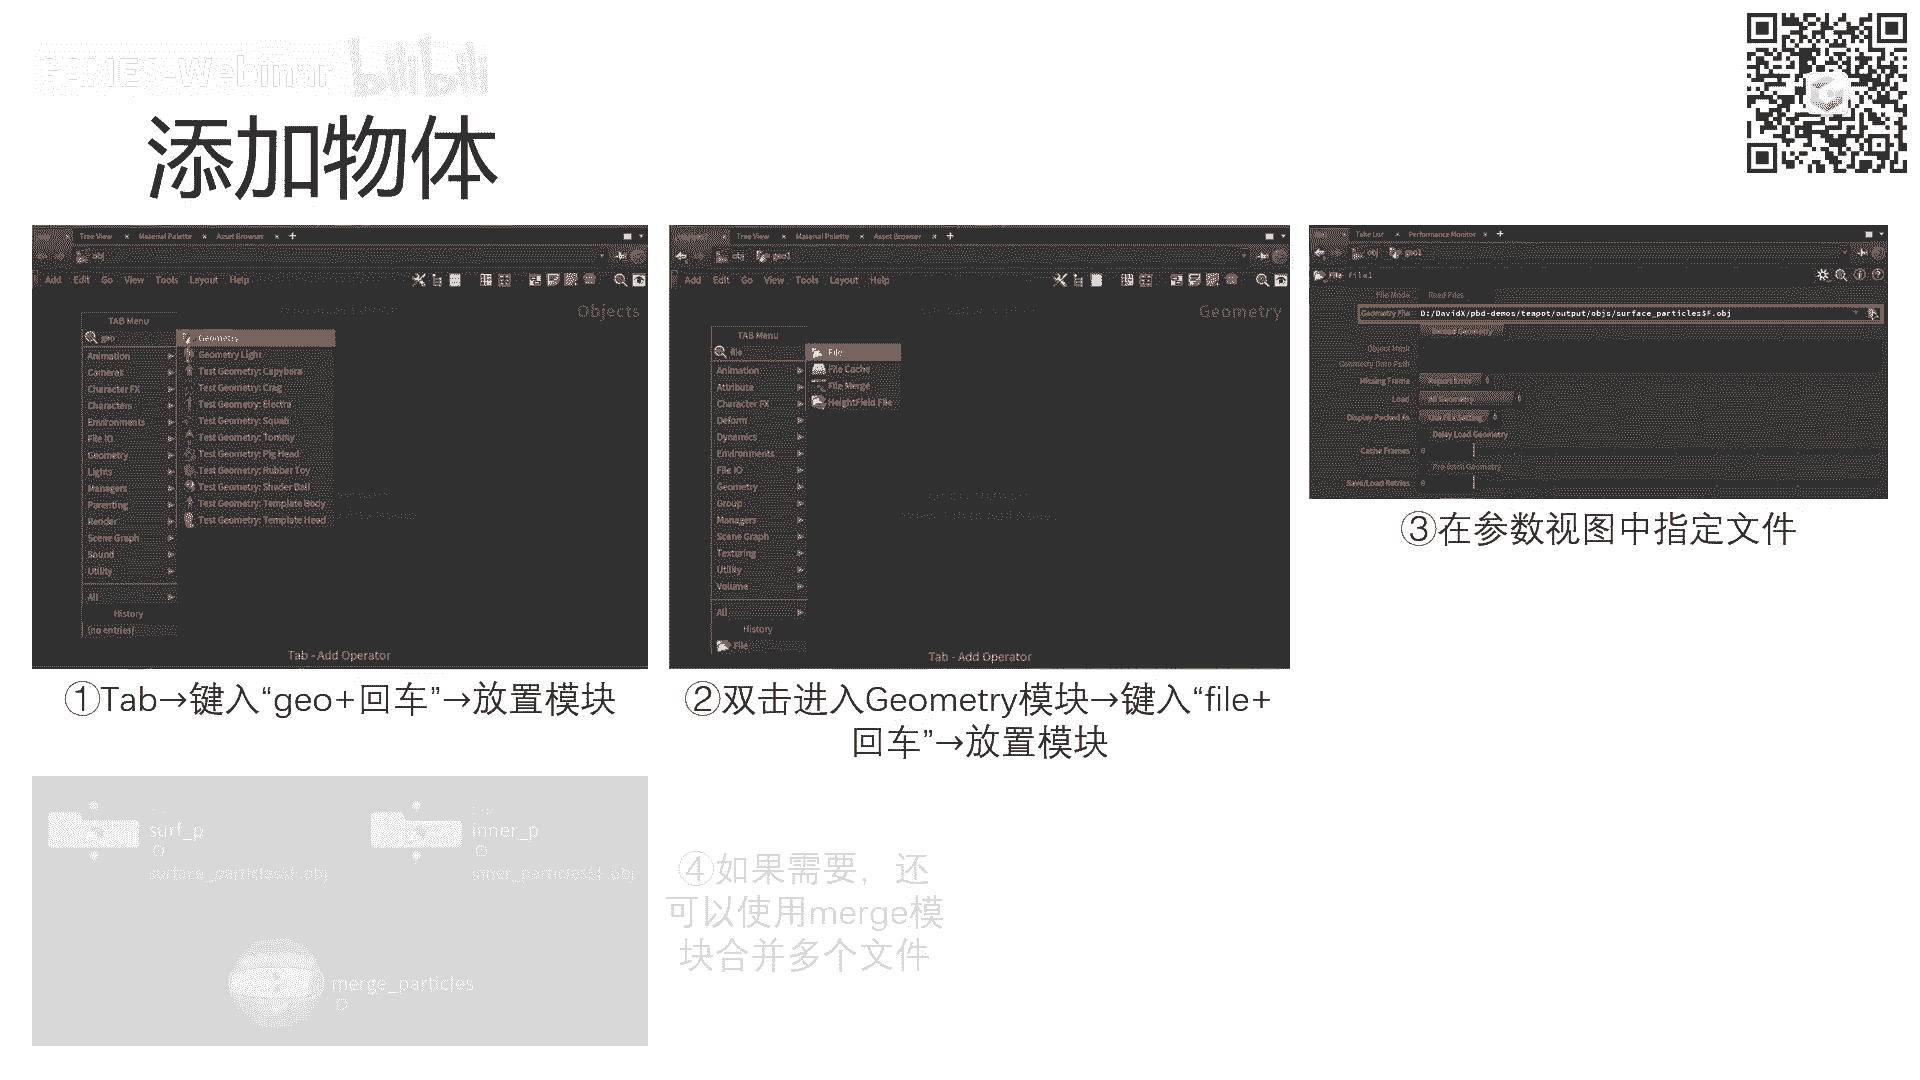 GAMES-Webinar bilibili
添加物体
Tree View
Material Palette
Asset Browser
obj
Add Edit Go View Tools Layout Help
Objects
TAB Menu
geo
Animation
Cameras
Character FX
Characters
Environments
File IO
Geometry
Lights
Managers
Parenting
Render
Scene Graph
Sound
Utility
All
History
(no entries)
Geometry
Geometry Light
Test Geometry: Capybara
Test Geometry: Crag
Test Geometry: Electra
Test Geometry: Squab
Test Geometry: Tommy
Test Geometry: Pig Head
Test Geometry: Rubber Toy
Test Geometry: Shader Ball
Test Geometry: Template Body
Test Geometry: Template Head
Tab - Add Operator
①Tab→键入“geo+回车”→放置模块
Tree View
Material Palette
Asset Browser
obj geo1
Add Edit Go View Tools Layout Help
Geometry
TAB Menu
file
Animation
Attribute
Character FX
Deform
Dynamics
Environments
File IO
Geometry
Group
Managers
Scene Graph
Texturing
Utility
Volume
All
History
File
File
File Cache
File Merge
HeightField File
Tab - Add Operator
②双击进入Geometry模块→键入“file+
回车”→放置模块
Take List
Performance Monitor
obj geo1
File file1
File Mode Read Files
Geometry File D:/DavidX/pbd-demos/teapot/output/objs/surface_particles$F.obj
Reload Geometry
Object Mask
Geometry Data Path
Missing Frame Report Error
Load All Geometry
Display Packed As Use File Setting
Delay Load Geometry
Cache Frames 0
Pre-fetch Geometry
Save/Load Retries 0
③在参数视图中指定文件
surf_p
surface_particles$F.obj
inner_p
inner_particles$F.obj
merge_particles
④如果需要，还
可以使用merge模
块合并多个文件